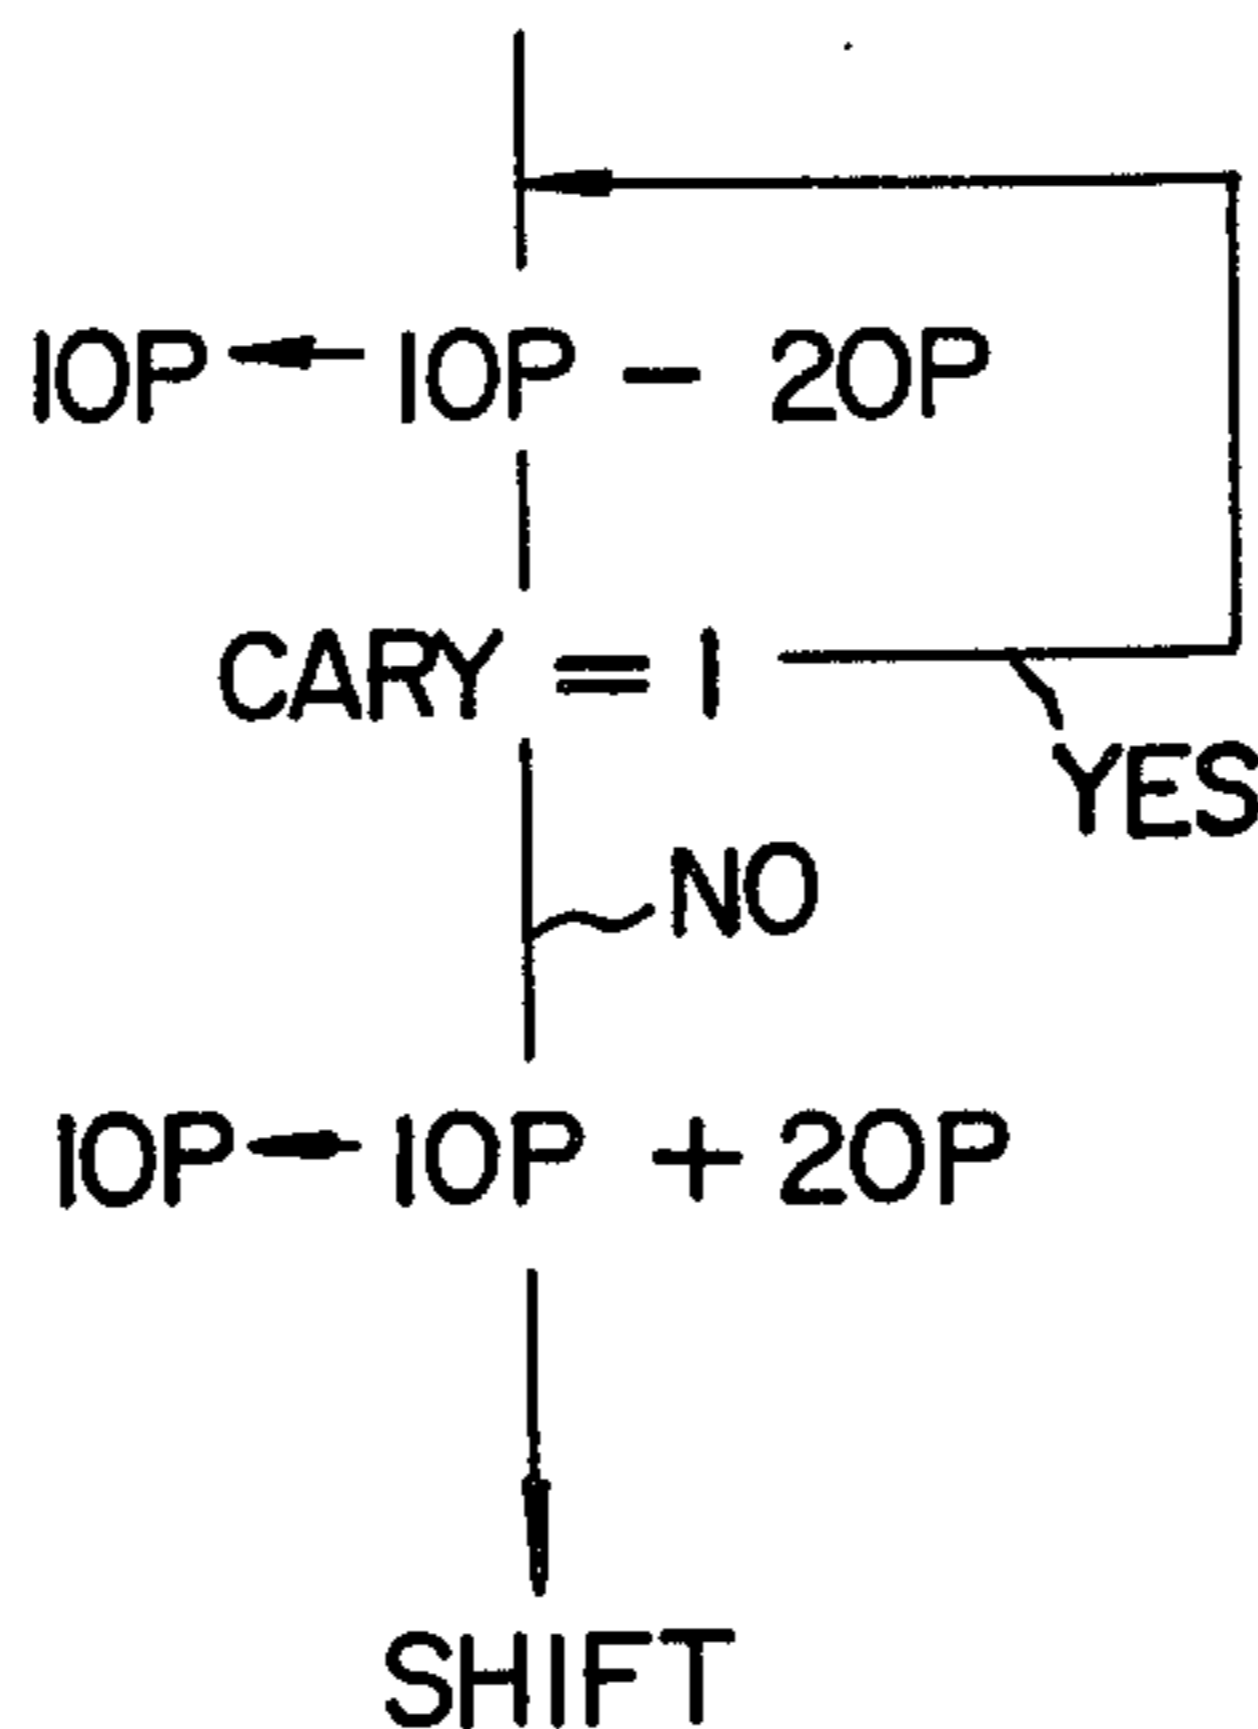 1OP ← 1OP - 2OP
CARY = 1
YES
NO
1OP ← 1OP + 2OP
SHIFT